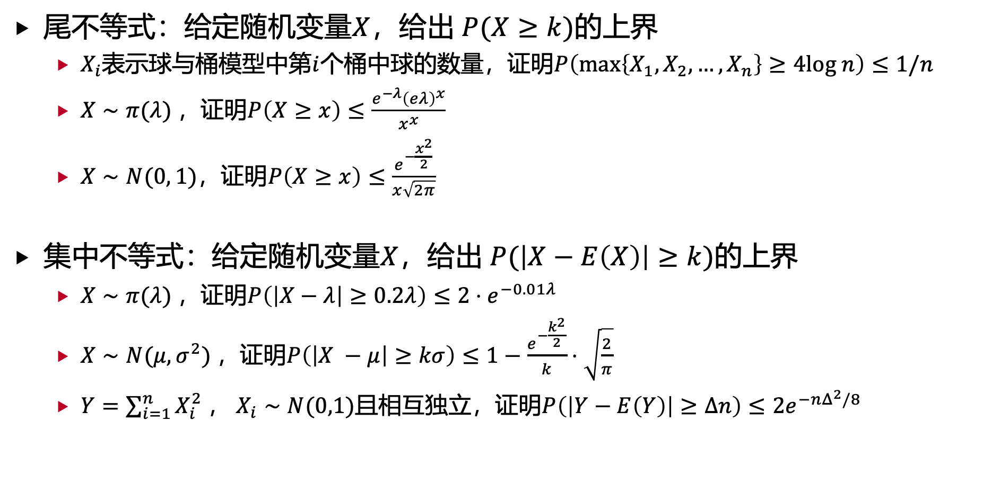 ▶ 尾不等式：给定随机变量$X$，给出 $P(X \geq k)$的上界
▶ $X_i$表示球与桶模型中第$i$个桶中球的数量，证明$P(\max\{X_1, X_2, \ldots, X_n\} \geq 4\log n) \leq 1/n$
▶ $X \sim \pi(\lambda)$ ，证明$P(X \geq x) \leq \frac{e^{-\lambda}(e\lambda)^x}{x^x}$
▶ $X \sim N(0, 1)$，证明$P(X \geq x) \leq \frac{e^{-\frac{x^2}{2}}}{x\sqrt{2\pi}}$
▶ 集中不等式：给定随机变量$X$，给出 $P(|X - E(X)| \geq k)$的上界
▶ $X \sim \pi(\lambda)$ ，证明$P(|X - \lambda| \geq 0.2\lambda) \leq 2 \cdot e^{-0.01\lambda}$
▶ $X \sim N(\mu, \sigma^2)$ ，证明$P(|X - \mu| \geq k\sigma) \leq 1 - \frac{e^{-\frac{k^2}{2}}}{k} \cdot \sqrt{\frac{2}{\pi}}$
▶ $Y = \sum_{i=1}^{n} X_i^2$ ， $X_i \sim N(0,1)$且相互独立，证明$P(|Y - E(Y)| \geq \Delta n) \leq 2e^{-n\Delta^2/8}$